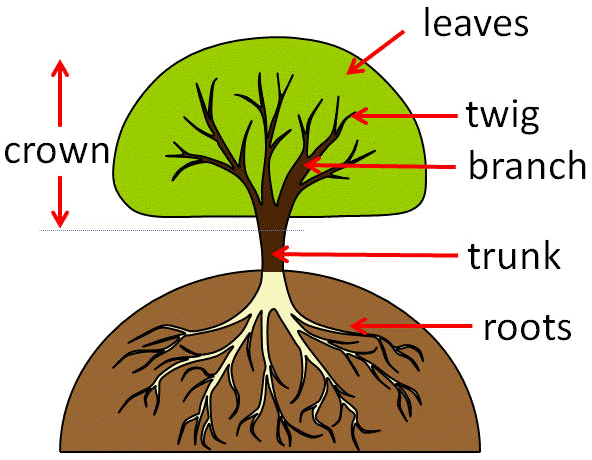 leaves
twig
crown
branch
trunk
roots